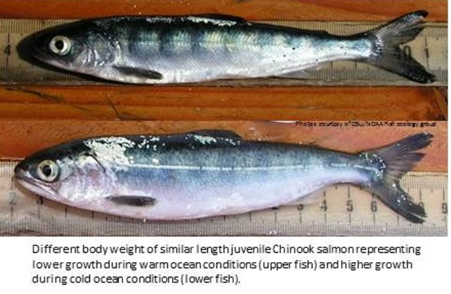 Photos courtesy of OSU/NOAA Fish ecology group
Different body weight of similar length juvenile Chinook salmon representing
lower growth during warm ocean conditions (upper fish) and higher growth
during cold ocean conditions (lower fish).